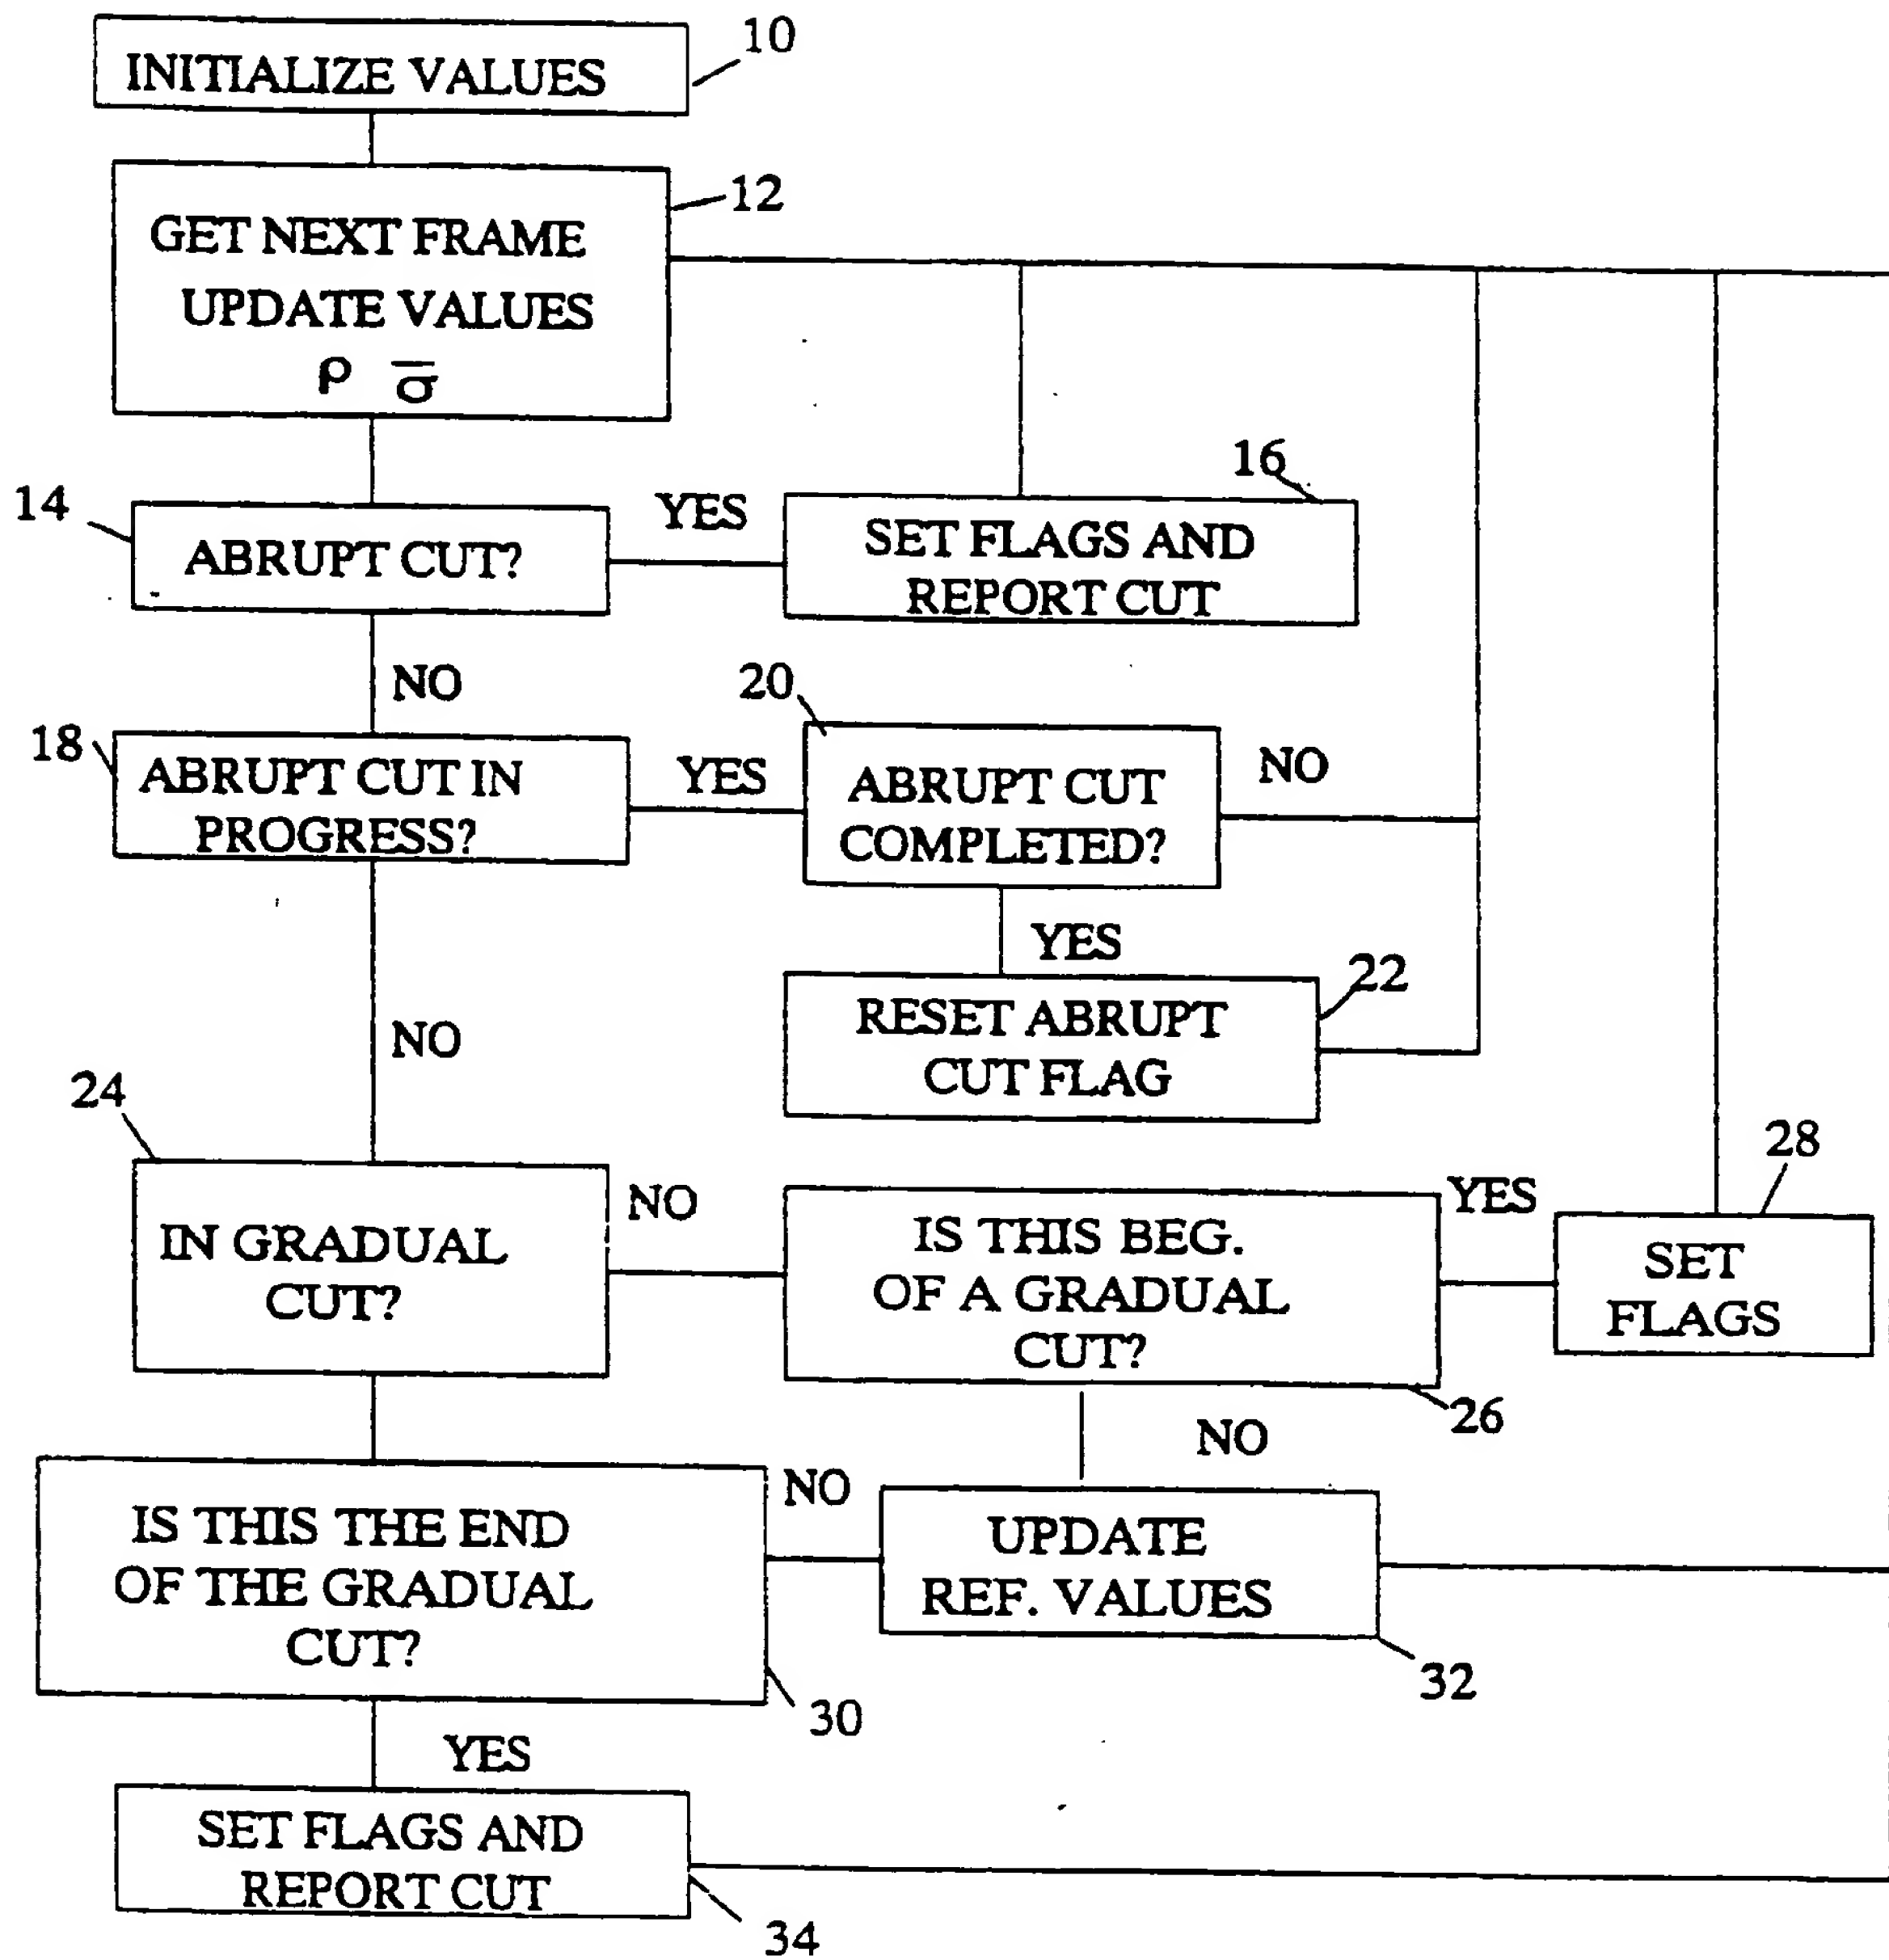 INITIALIZE VALUES
10
GET NEXT FRAME
UPDATE VALUES
ρ σ̅
12
14
ABRUPT CUT?
YES
16
SET FLAGS AND
REPORT CUT
NO
18
ABRUPT CUT IN
PROGRESS?
YES
20
ABRUPT CUT
COMPLETED?
NO
YES
22
RESET ABRUPT
CUT FLAG
NO
24
IN GRADUAL
CUT?
NO
IS THIS BEG.
OF A GRADUAL
CUT?
26
YES
28
SET
FLAGS
NO
IS THIS THE END
OF THE GRADUAL
CUT?
30
NO
UPDATE
REF. VALUES
32
YES
SET FLAGS AND
REPORT CUT
34